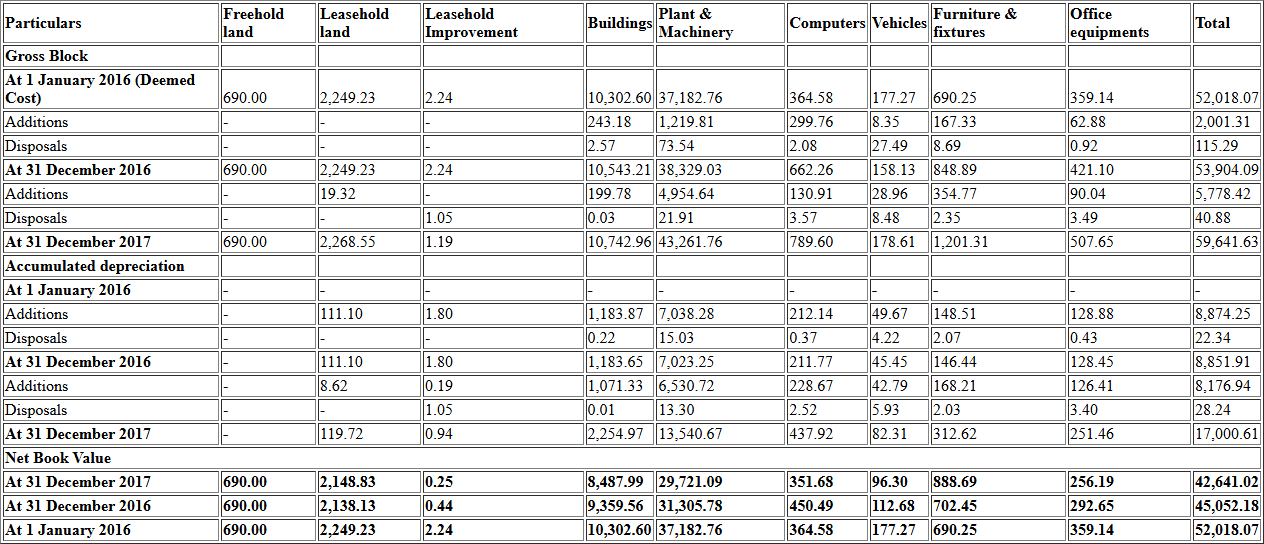 Particulars Freehold land Leasehold land Leasehold Improvement Buildings Plant & Machinery Computers Vehicles Furniture & fixtures Office equipments Total
Gross Block
At 1 January 2016 (Deemed Cost) 690.00 2,249.23 2.24 10,302.60 37,182.76 364.58 177.27 690.25 359.14 52,018.07
Additions - - - 243.18 1,219.81 299.76 8.35 167.33 62.88 2,001.31
Disposals - - - 2.57 73.54 2.08 27.49 8.69 0.92 115.29
At 31 December 2016 690.00 2,249.23 2.24 10,543.21 38,329.03 662.26 158.13 848.89 421.10 53,904.09
Additions - 19.32 - 199.78 4,954.64 130.91 28.96 354.77 90.04 5,778.42
Disposals - - 1.05 0.03 21.91 3.57 8.48 2.35 3.49 40.88
At 31 December 2017 690.00 2,268.55 1.19 10,742.96 43,261.76 789.60 178.61 1,201.31 507.65 59,641.63
Accumulated depreciation
At 1 January 2016 - - - - - - - - - -
Additions - 111.10 1.80 1,183.87 7,038.28 212.14 49.67 148.51 128.88 8,874.25
Disposals - - - 0.22 15.03 0.37 4.22 2.07 0.43 22.34
At 31 December 2016 - 111.10 1.80 1,183.65 7,023.25 211.77 45.45 146.44 128.45 8,851.91
Additions - 8.62 0.19 1,071.33 6,530.72 228.67 42.79 168.21 126.41 8,176.94
Disposals - - 1.05 0.01 13.30 2.52 5.93 2.03 3.40 28.24
At 31 December 2017 - 119.72 0.94 2,254.97 13,540.67 437.92 82.31 312.62 251.46 17,000.61
Net Book Value
At 31 December 2017 690.00 2,148.83 0.25 8,487.99 29,721.09 351.68 96.30 888.69 256.19 42,641.02
At 31 December 2016 690.00 2,138.13 0.44 9,359.56 31,305.78 450.49 112.68 702.45 292.65 45,052.18
At 1 January 2016 690.00 2,249.23 2.24 10,302.60 37,182.76 364.58 177.27 690.25 359.14 52,018.07